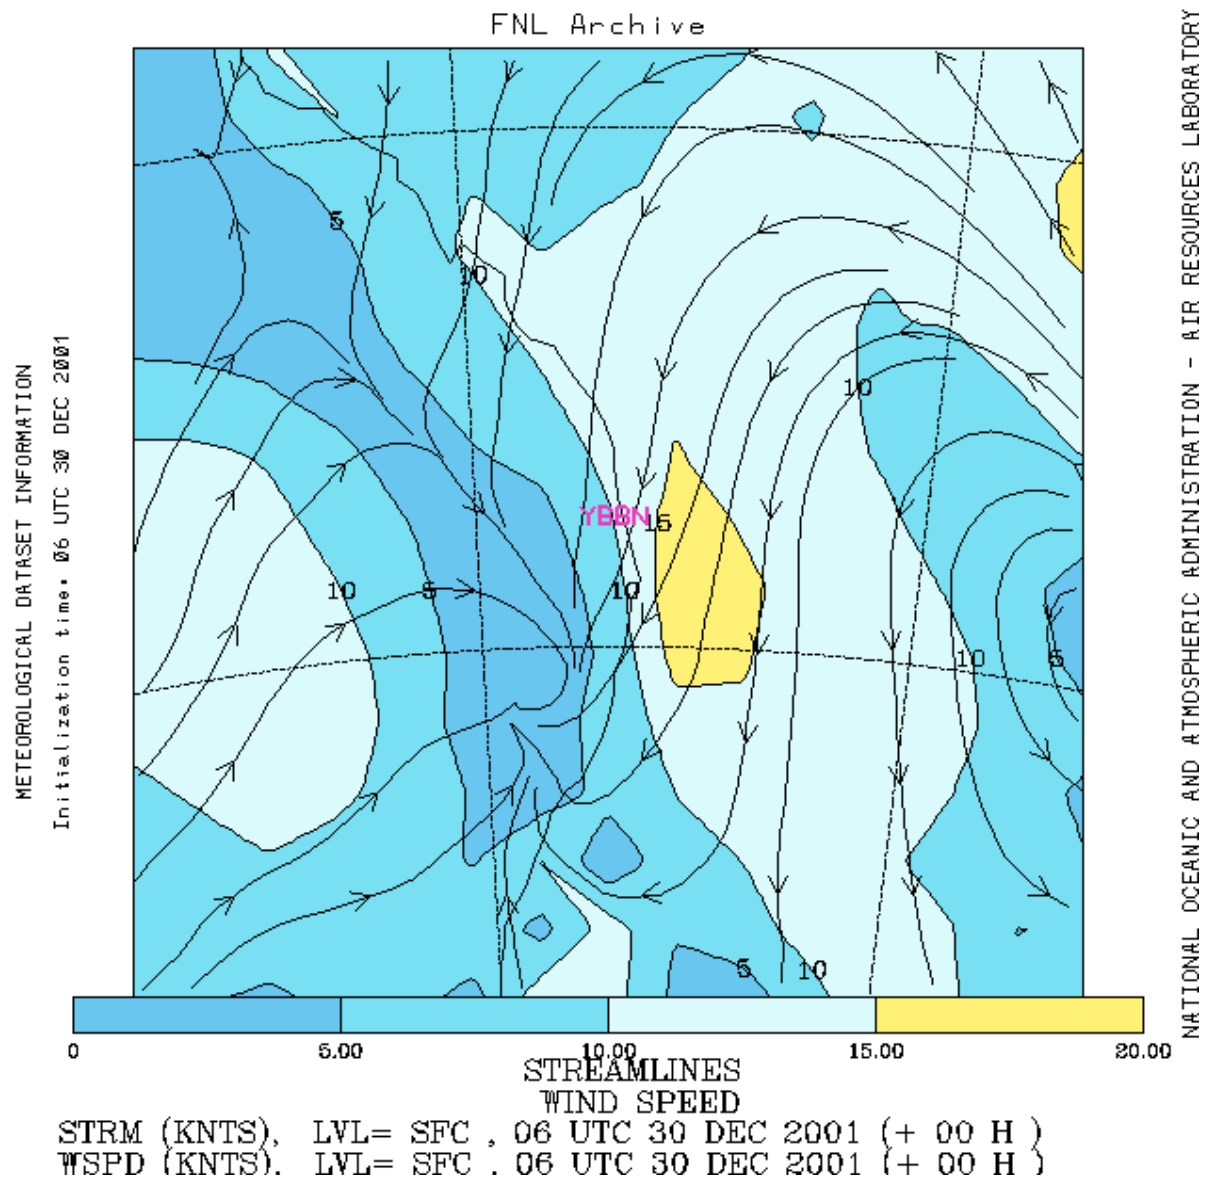 FNL Archive
METEOROLOGICAL DATASET INFORMATION
Initialization time: 06 UTC 30 DEC 2001
NATIONAL OCEANIC AND ATMOSPHERIC ADMINISTRATION - AIR RESOURCES LABORATORY
5
10
10
YBBN
15
10
5
10
10
5
5
10
0
5.00
10.00
15.00
20.00
STREAMLINES
WIND SPEED
STRM (KNTS), LVL= SFC , 06 UTC 30 DEC 2001 (+ 00 H )
WSPD (KNTS), LVL= SFC , 06 UTC 30 DEC 2001 (+ 00 H )